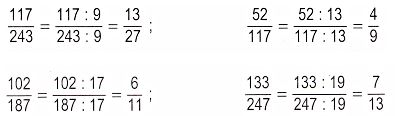 117/243 = 117 : 9/243 : 9 = 13/27 ; 52/117 = 52 : 13/117 : 13 = 4/9
102/187 = 102 : 17/187 : 17 = 6/11 ; 133/247 = 133 : 19/247 : 19 = 7/13